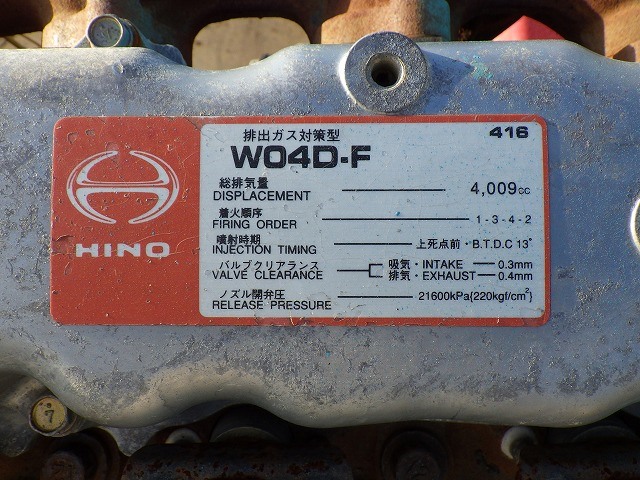 排出ガス対策型
416
W04D-F
総排気量
DISPLACEMENT 4,009cc
着火順序
FIRING ORDER 1-3-4-2
噴射時期
INJECTION TIMING 上死点前・B.T.D.C 13°
バルブクリアランス 吸気・INTAKE 0.3mm
VALVE CLEARANCE 排気・EXHAUST 0.4mm
ノズル開弁圧
RELEASE PRESSURE 21600kPa(220kgf/cm²)
HINO
7